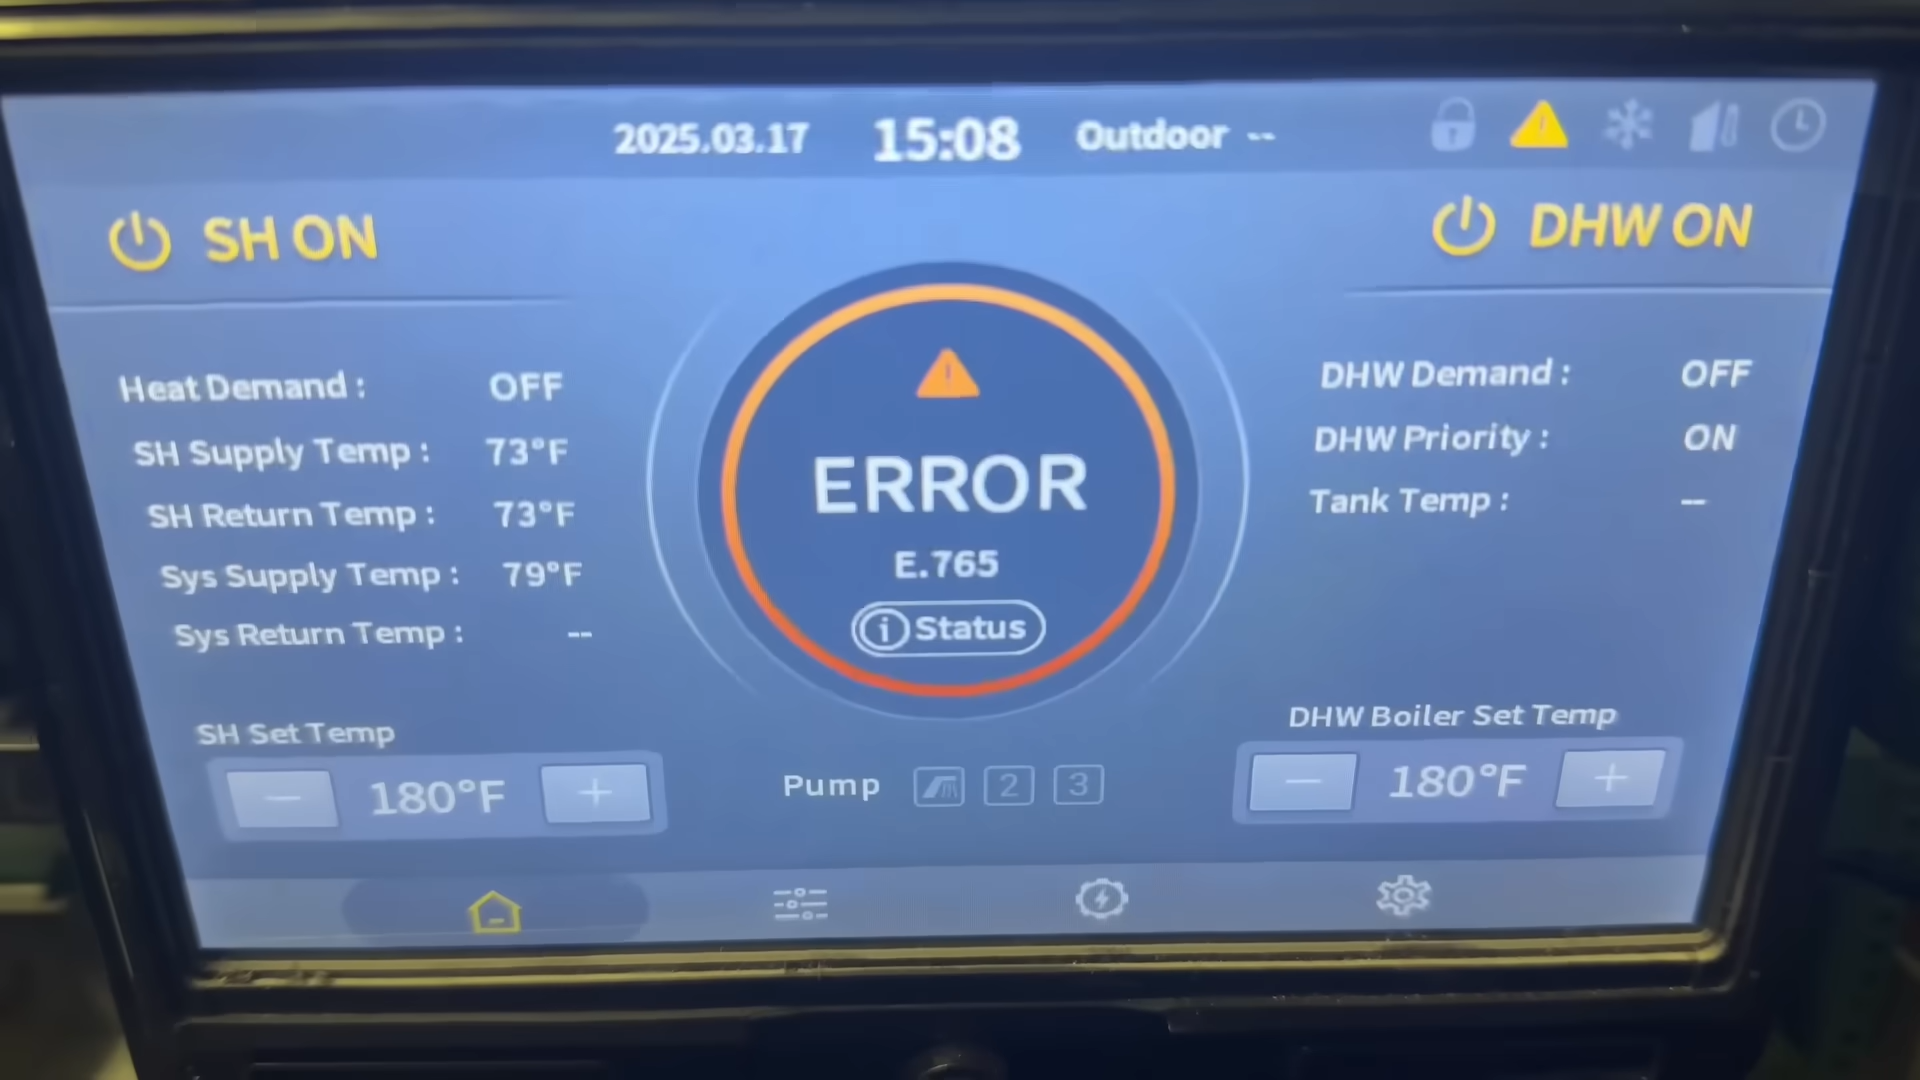 2025.03.17 15:08 Outdoor --
SH ON
DHW ON
Heat Demand : OFF
SH Supply Temp : 73°F
SH Return Temp : 73°F
Sys Supply Temp : 79°F
Sys Return Temp : --
ERROR
E.765
i Status
DHW Demand : OFF
DHW Priority : ON
Tank Temp : --
SH Set Temp
− 180°F +
Pump 2 3
DHW Boiler Set Temp
− 180°F +